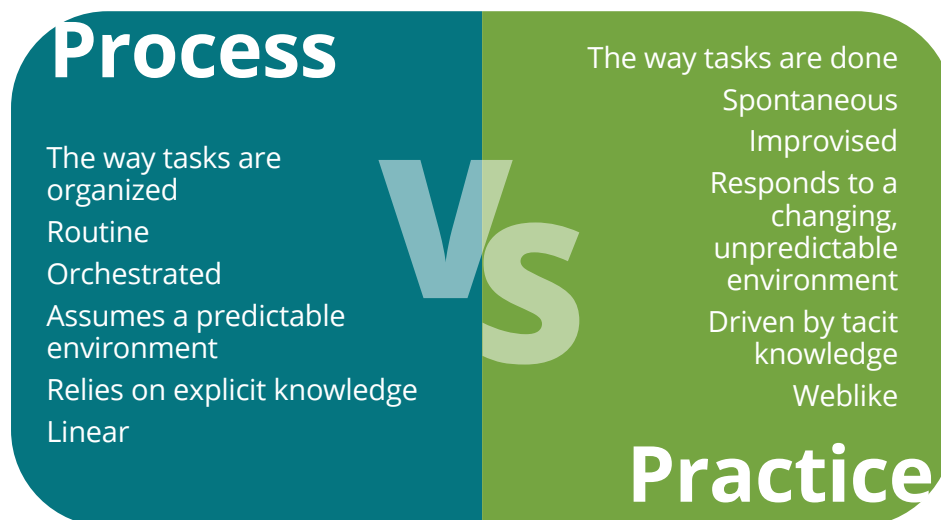 Process
The way tasks are
organized
Routine
Orchestrated
Assumes a predictable
environment
Relies on explicit knowledge
Linear
Vs
The way tasks are done
Spontaneous
Improvised
Responds to a
changing,
unpredictable
environment
Driven by tacit
knowledge
Weblike
Practice